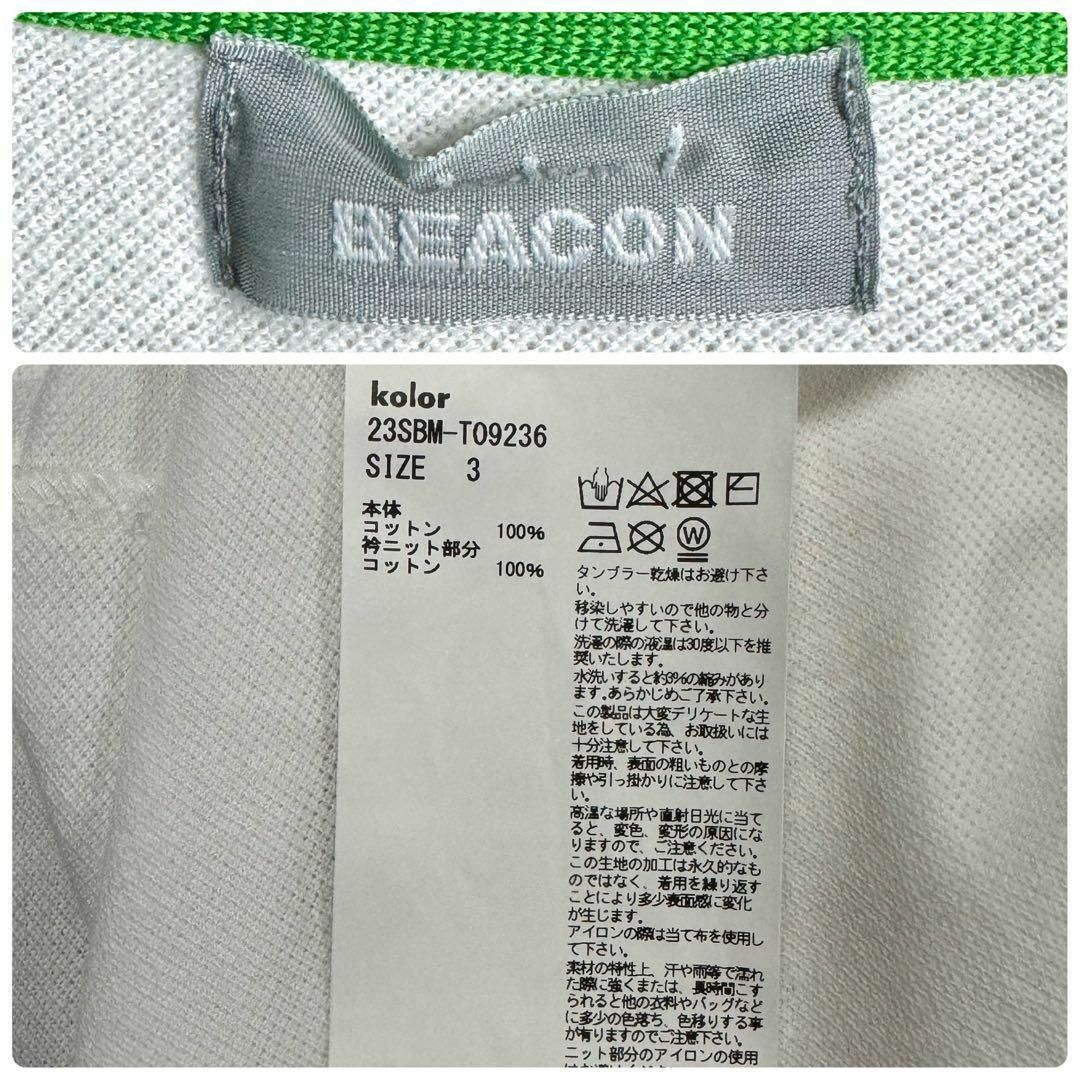 BEACON
kolor
23SBM-T09236
SIZE 3
本体
コットン 100%
衿ニット部分
コットン 100%
W
タンブラー乾燥はお避け下さ
い。
移染しやすいので他の物と分
けて洗濯して下さい。
洗濯の際の液温は30度以下を推
奨いたします。
水洗いすると約3%の縮みがあり
ます。あらかじめご了承下さい。
この製品は大変デリケートな生
地をしている為、お取扱いには
十分注意して下さい。
着用時、表面の粗いものとの摩
擦や引っ掛かりに注意して下さ
い。
高温な場所や直射日光に当て
ると、変色、変形の原因にな
りますので、ご注意ください。
この生地の加工は永久的なも
のではなく、着用を繰り返す
ことにより多少表面感に変化
が生じます。
アイロンの際は当て布を使用し
て下さい。
素材の特性上、汗や雨等で濡れ
た際に強くまたは、長時間こす
られると他の衣料やバッグなど
に多少の色落ち、色移りする事
が有りますのでご注意下さい。
ニット部分のアイロンの使用
はお避けください。